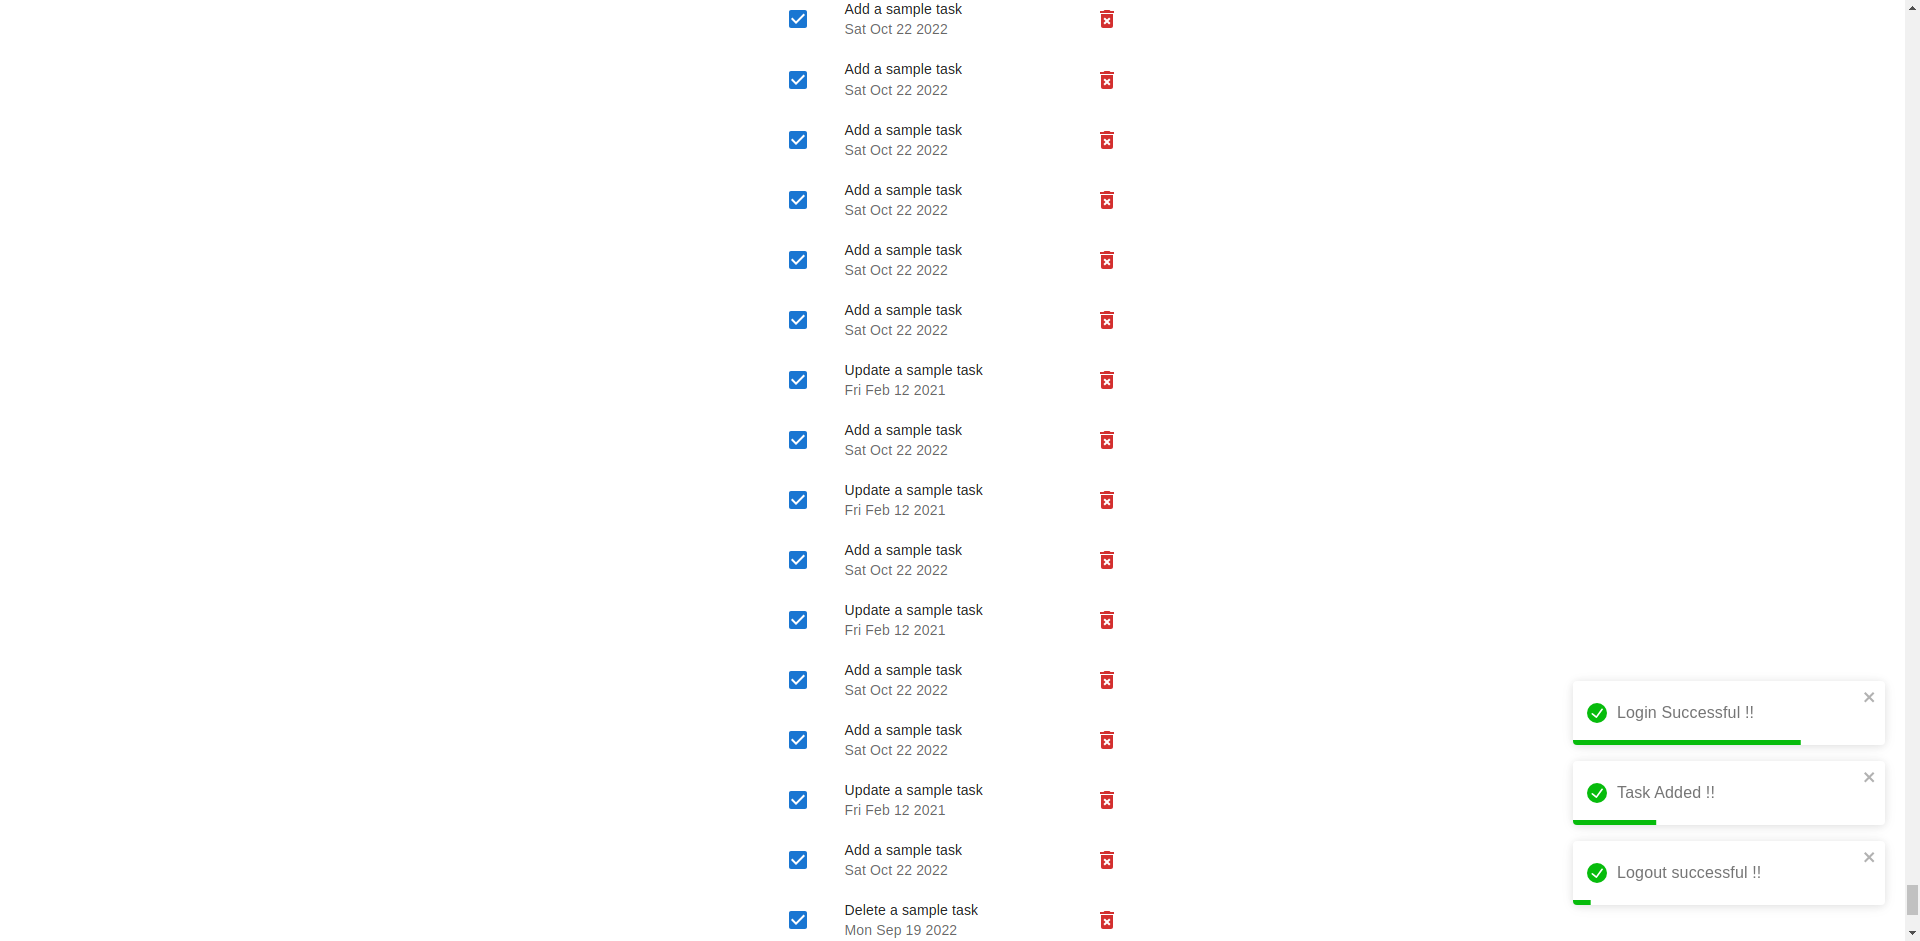 Add a sample task
Sat Oct 22 2022
Add a sample task
Sat Oct 22 2022
Add a sample task
Sat Oct 22 2022
Add a sample task
Sat Oct 22 2022
Add a sample task
Sat Oct 22 2022
Add a sample task
Sat Oct 22 2022
Update a sample task
Fri Feb 12 2021
Add a sample task
Sat Oct 22 2022
Update a sample task
Fri Feb 12 2021
Add a sample task
Sat Oct 22 2022
Update a sample task
Fri Feb 12 2021
Add a sample task
Sat Oct 22 2022
Add a sample task
Sat Oct 22 2022
Update a sample task
Fri Feb 12 2021
Add a sample task
Sat Oct 22 2022
Delete a sample task
Mon Sep 19 2022
Login Successful !!
Task Added !!
Logout successful !!